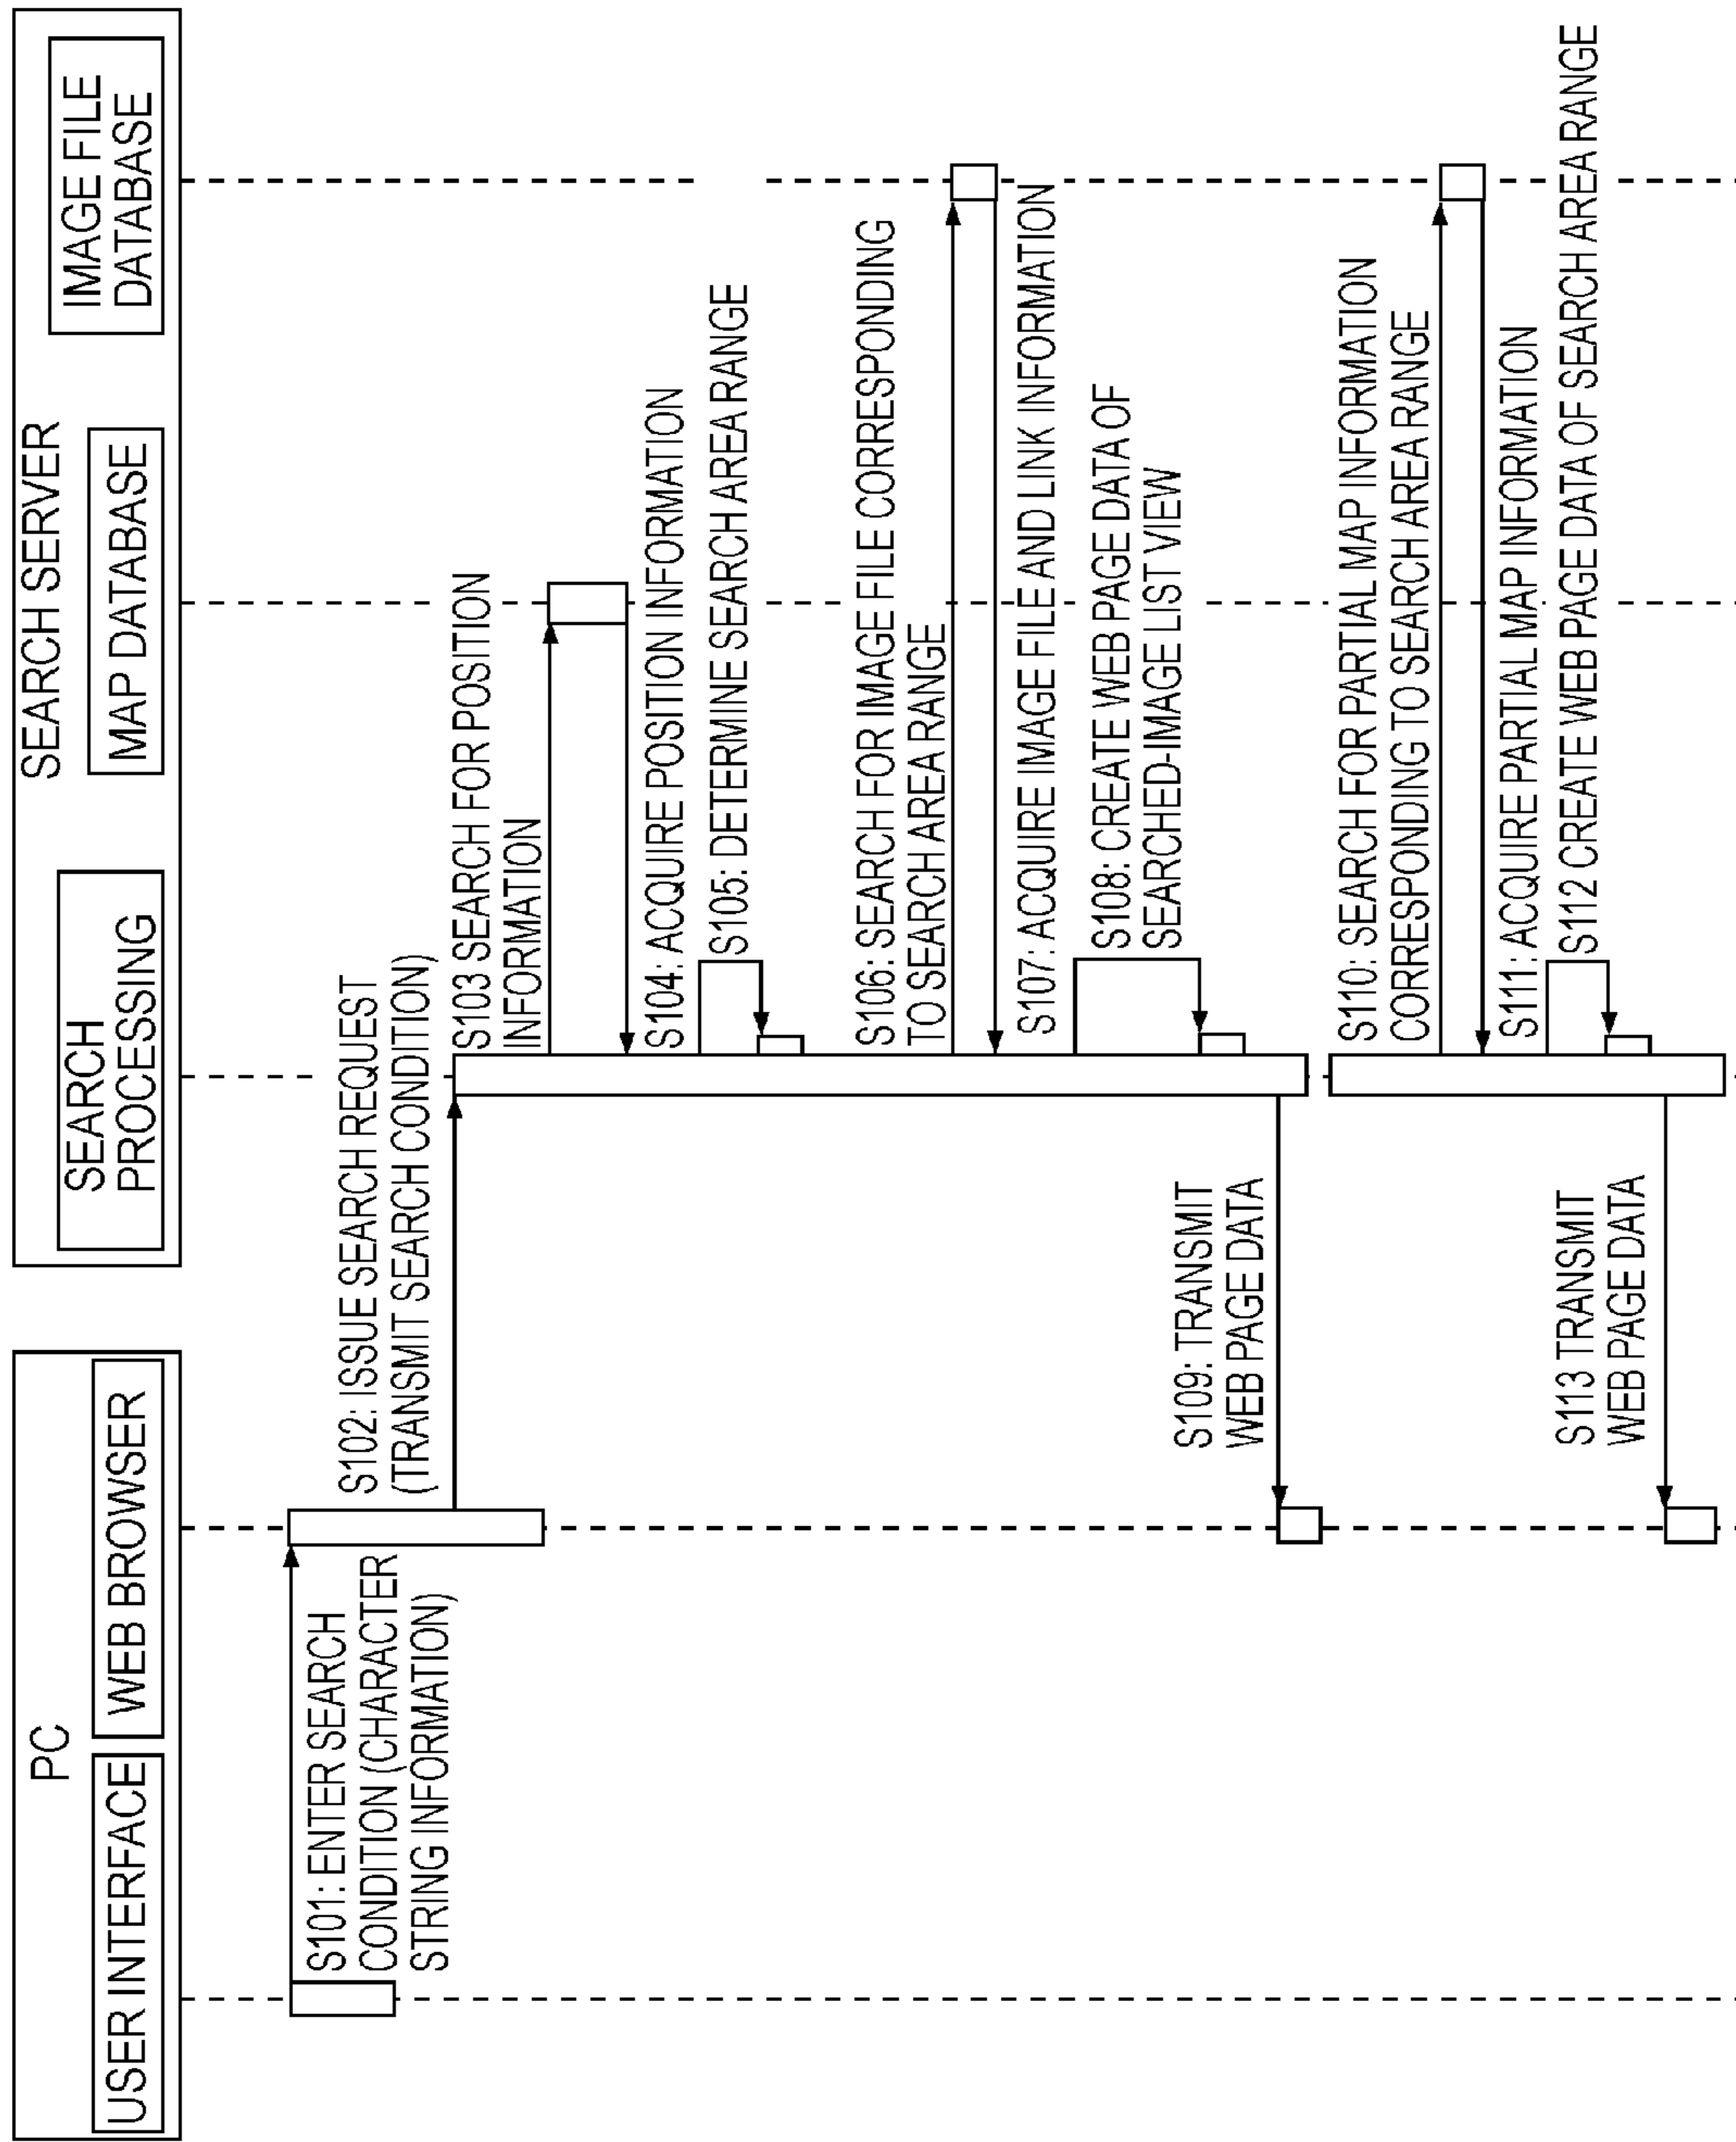 PC
USER INTERFACE
WEB BROWSER
SEARCH SERVER
SEARCH
PROCESSING
MAP DATABASE
IMAGE FILE
DATABASE
S101: ENTER SEARCH
CONDITION (CHARACTER
STRING INFORMATION)
S102: ISSUE SEARCH REQUEST
(TRANSMIT SEARCH CONDITION)
S103 SEARCH FOR POSITION
INFORMATION
S104: ACQUIRE POSITION INFORMATION
S105: DETERMINE SEARCH AREA RANGE
S106: SEARCH FOR IMAGE FILE CORRESPONDING
TO SEARCH AREA RANGE
S107: ACQUIRE IMAGE FILE AND LINK INFORMATION
S108: CREATE WEB PAGE DATA OF
SEARCHED-IMAGE LIST VIEW
S109: TRANSMIT
WEB PAGE DATA
S110: SEARCH FOR PARTIAL MAP INFORMATION
CORRESPONDING TO SEARCH AREA RANGE
S111: ACQUIRE PARTIAL MAP INFORMATION
S112 CREATE WEB PAGE DATA OF SEARCH AREA RANGE
S113 TRANSMIT
WEB PAGE DATA